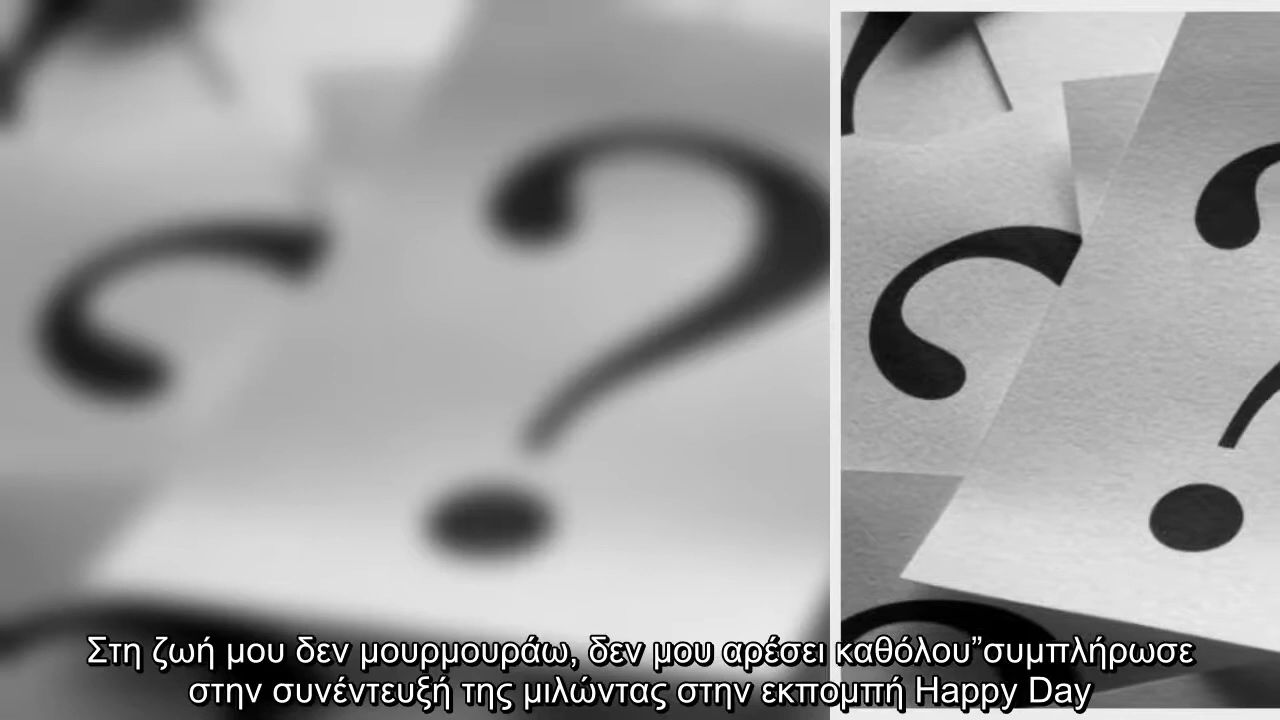 Στη ζωή μου δεν μουρμουράω, δεν μου αρέσει καθόλου”συμπλήρωσε
στην συνέντευξή της μιλώντας στην εκπομπή Happy Day